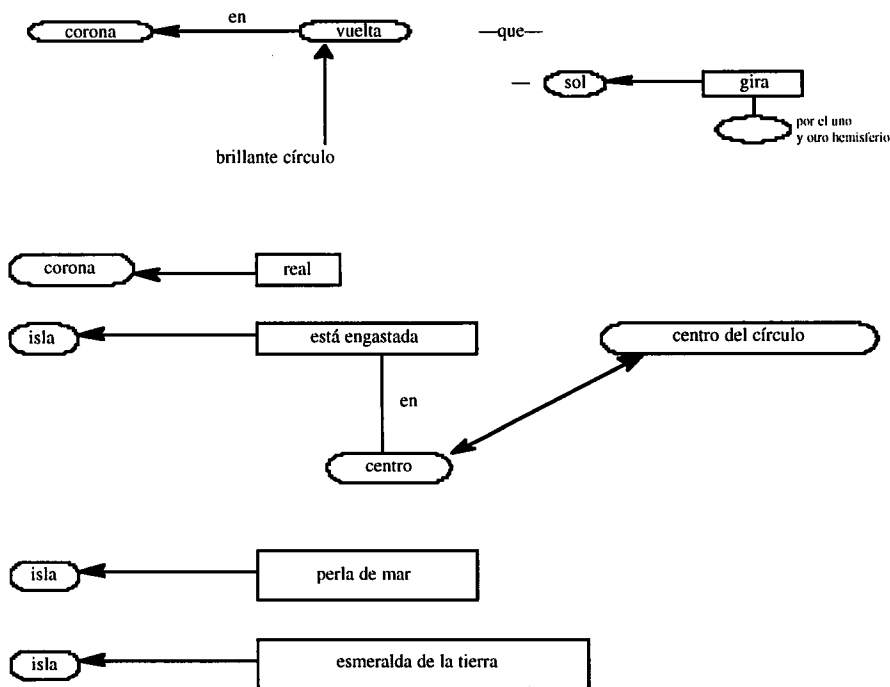 en
corona
vuelta
—que—
— sol
gira
por el uno
y otro hemisferio
brillante círculo
corona
real
isla
está engastada
centro del círculo
en
centro
isla
perla de mar
isla
esmeralda de la tierra